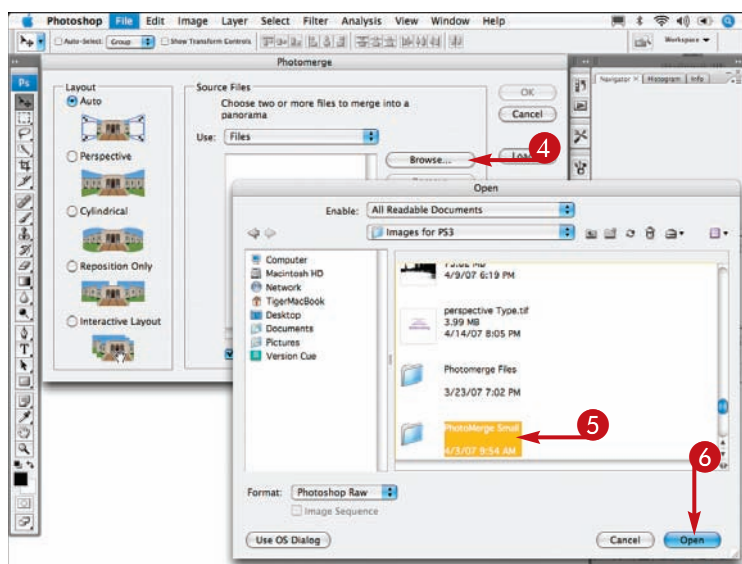 Photoshop File Edit Image Layer Select Filter Analysis View Window Help
Auto-Select: Group Show Transform Controls Workspace
Photomerge
Navigator × Histogram Info
Ps
Layout
Auto
Perspective
Cylindrical
Reposition Only
Interactive Layout
Source Files
Choose two or more files to merge into a
panorama
Use: Files
Browse...
OK
Cancel
4
Open
Enable: All Readable Documents
Images for PS3
Computer
Macintosh HD
Network
TigerMacBook
Desktop
Documents
Pictures
Version Cue
4/9/07 6:19 PM
perspective Type.tif
3.99 MB
4/14/07 8:05 PM
Photomerge Files
3/23/07 7:02 PM
PhotoMerge Small
4/3/07 9:54 AM
5
6
Format: Photoshop Raw
Image Sequence
Use OS Dialog
Cancel
Open